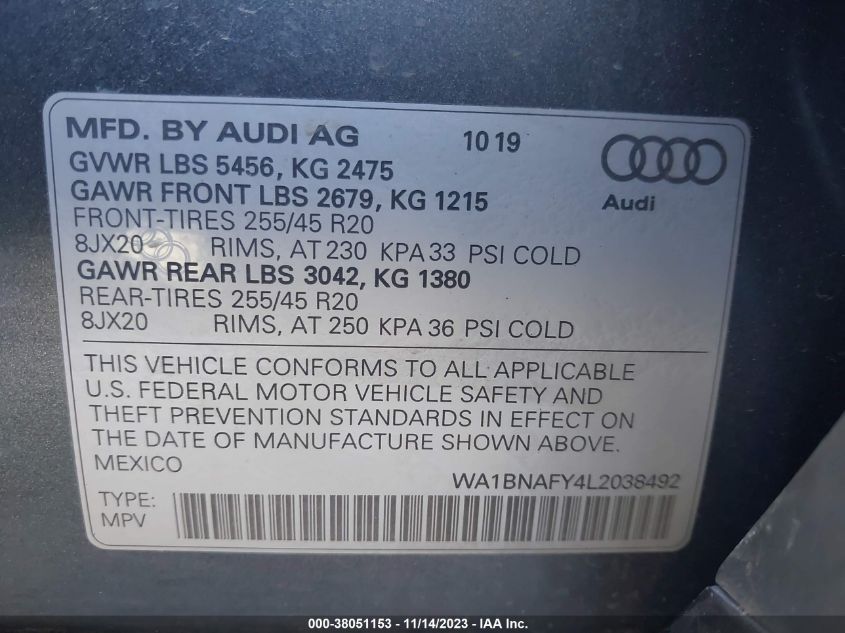 MFD. BY AUDI AG 10 19
GVWR LBS 5456, KG 2475
GAWR FRONT LBS 2679, KG 1215
Audi
FRONT-TIRES 255/45 R20
8JX20 RIMS, AT 230 KPA 33 PSI COLD
GAWR REAR LBS 3042, KG 1380
REAR-TIRES 255/45 R20
8JX20 RIMS, AT 250 KPA 36 PSI COLD
THIS VEHICLE CONFORMS TO ALL APPLICABLE
U.S. FEDERAL MOTOR VEHICLE SAFETY AND
THEFT PREVENTION STANDARDS IN EFFECT ON
THE DATE OF MANUFACTURE SHOWN ABOVE.
MEXICO
WA1BNAFY4L2038492
TYPE:
MPV
000-38051153 - 11/14/2023 - IAA Inc.